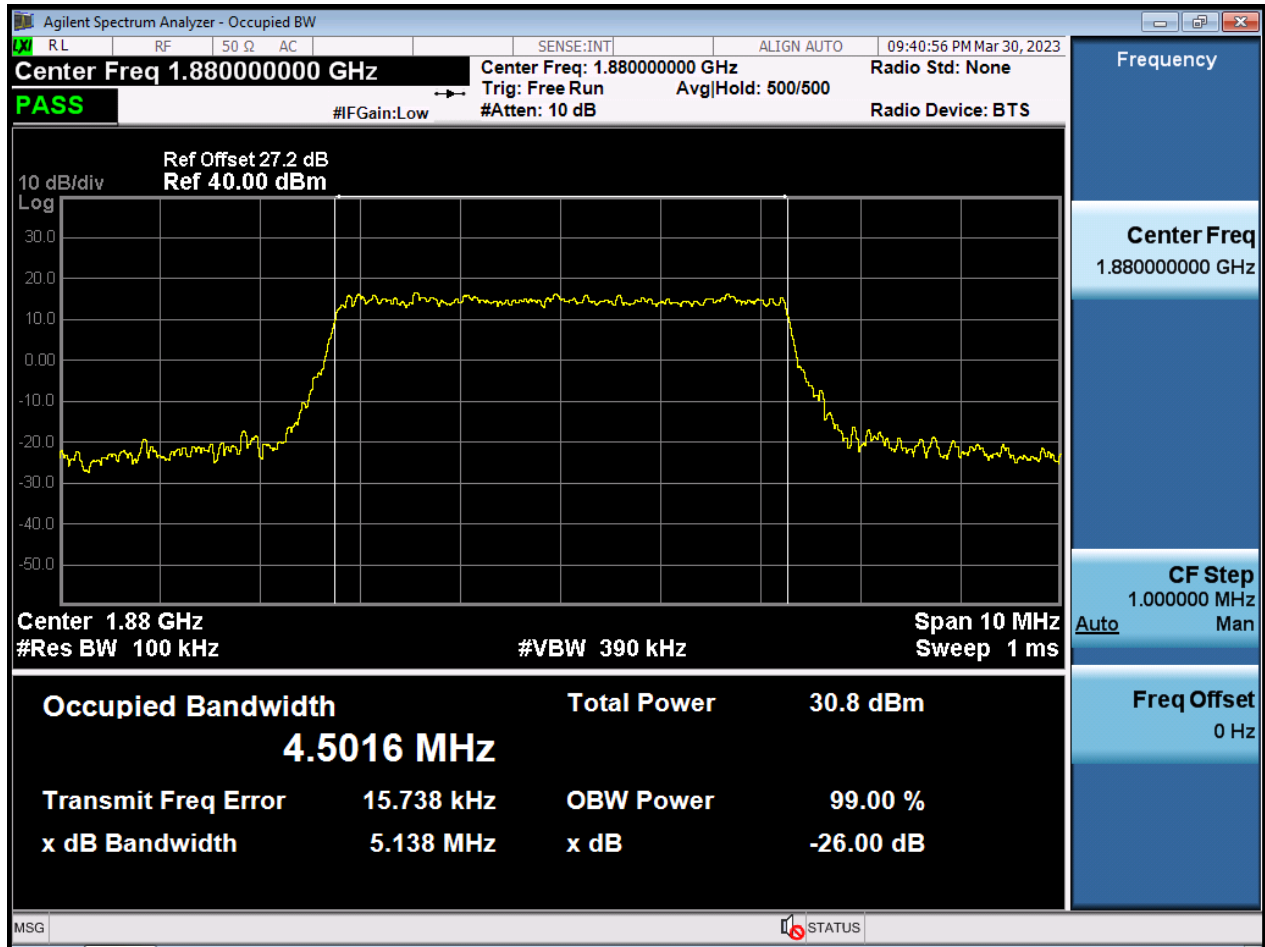 Agilent Spectrum Analyzer - Occupied BW
LXI RL RF 50 Ω AC SENSE:INT ALIGN AUTO 09:40:56 PM Mar 30, 2023
Center Freq 1.880000000 GHz
PASS
#IFGain:Low
Center Freq: 1.880000000 GHz
Trig: Free Run Avg|Hold: 500/500
#Atten: 10 dB
Radio Std: None
Radio Device: BTS
Ref Offset 27.2 dB
10 dB/div Ref 40.00 dBm
Log
30.0
20.0
10.0
0.00
-10.0
-20.0
-30.0
-40.0
-50.0
Center 1.88 GHz Span 10 MHz
#Res BW 100 kHz #VBW 390 kHz Sweep 1 ms
Occupied Bandwidth Total Power 30.8 dBm
4.5016 MHz
Transmit Freq Error 15.738 kHz OBW Power 99.00 %
x dB Bandwidth 5.138 MHz x dB -26.00 dB
MSG STATUS
Frequency
Center Freq
1.880000000 GHz
CF Step
1.000000 MHz
Auto Man
Freq Offset
0 Hz